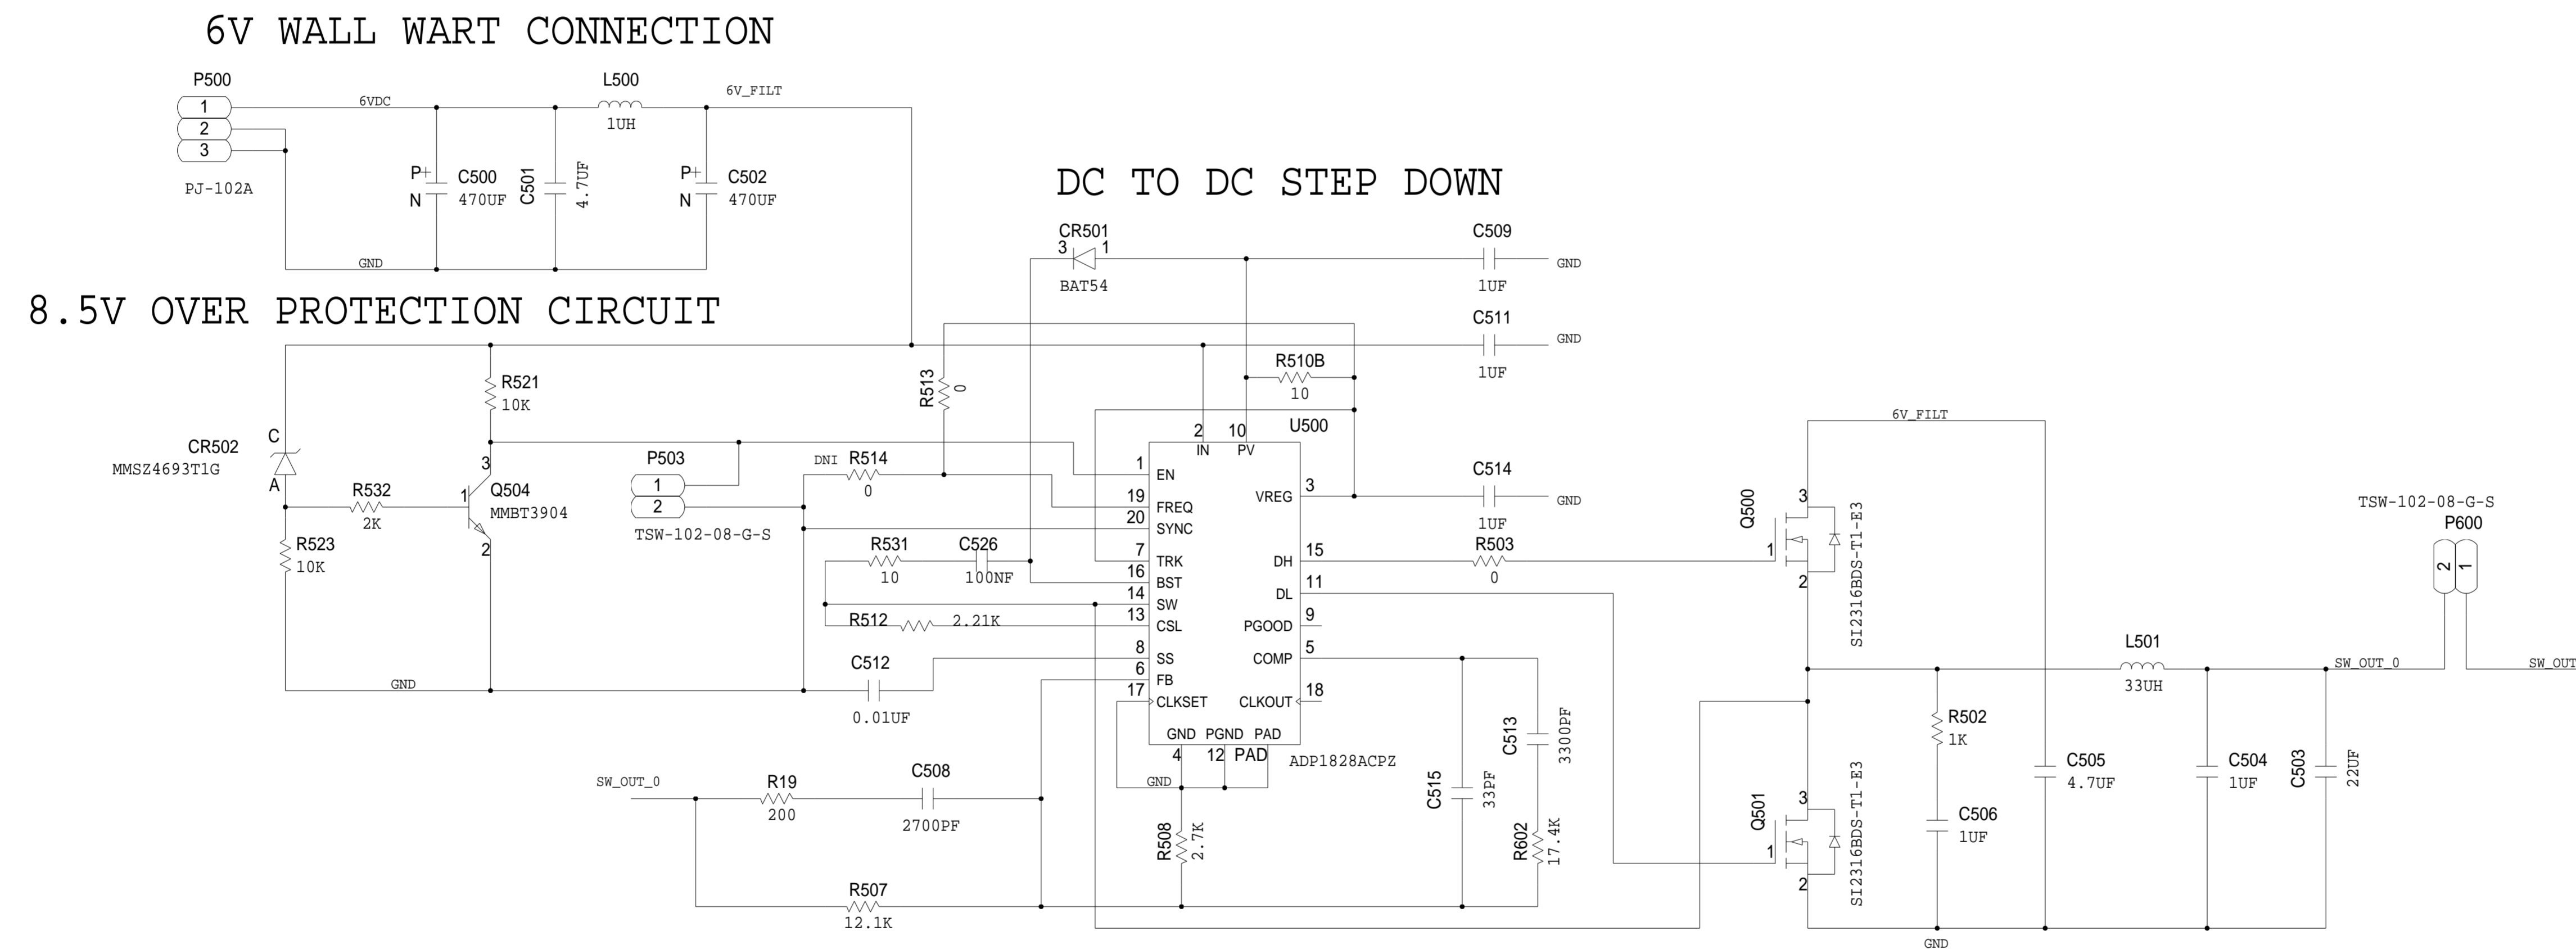 6V WALL WART CONNECTION
P500
1
2
3
PJ-102A
6VDC
L500
1UH
6V_FILT
P+
N
C500
470UF
C501
4.7UF
P+
N
C502
470UF
GND
8.5V OVER PROTECTION CIRCUIT
DC TO DC STEP DOWN
CR501
3
1
BAT54
C509
1UF
GND
C511
1UF
GND
R521
10K
R513
0
R510B
10
CR502
MMSZ4693T1G
C
A
R532
2K
3
1
2
Q504
MMBT3904
R523
10K
GND
P503
1
2
TSW-102-08-G-S
DNI
R514
0
R531
10
C526
100NF
R512
2.21K
C512
0.01UF
U500
2
10
IN
PV
1
EN
19
FREQ
20
SYNC
7
TRK
16
BST
14
SW
13
CSL
8
SS
6
FB
17
CLKSET
VREG
3
DH
15
DL
11
PGOOD
9
COMP
5
CLKOUT
18
GND
PGND
PAD
4
12
PAD
ADP1828ACPZ
GND
C514
1UF
GND
R503
0
SW_OUT_0
R19
200
C508
2700PF
R507
12.1K
R508
2.7K
C515
33PF
C513
3300PF
R602
17.4K
6V_FILT
Q500
3
1
2
SI2316BDS-T1-E3
Q501
3
1
2
SI2316BDS-T1-E3
R502
1K
C506
1UF
C505
4.7UF
L501
33UH
C504
1UF
C503
22UF
SW_OUT_0
TSW-102-08-G-S
P600
2
1
SW_OUT
GND